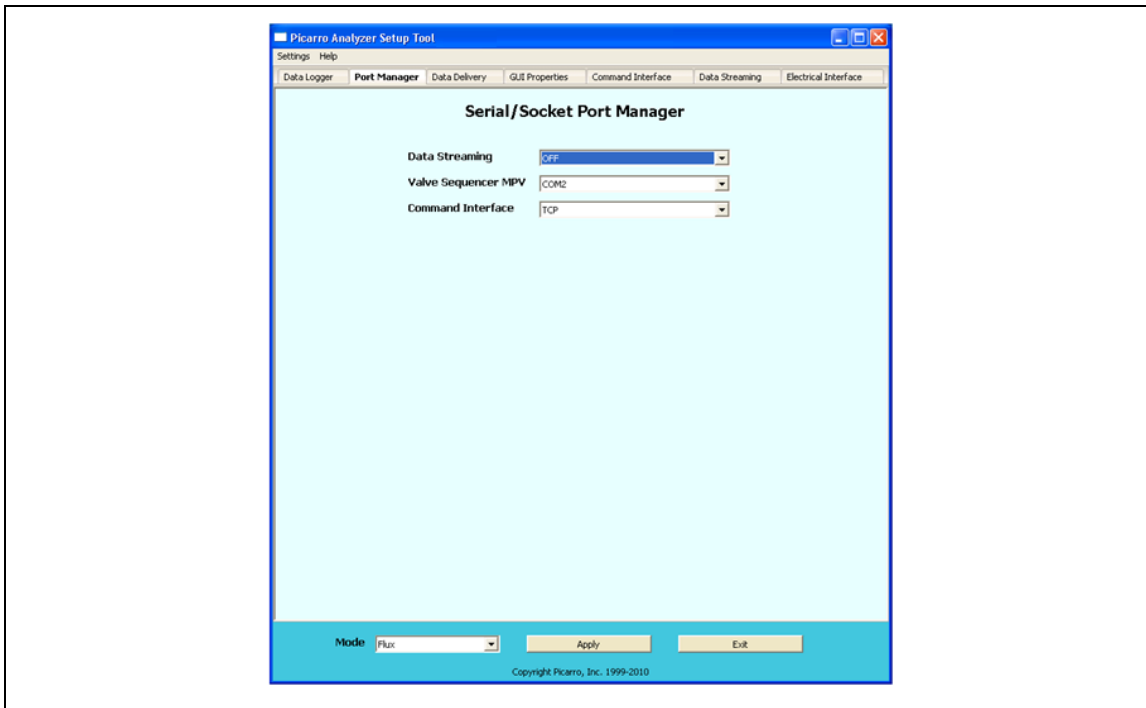 Picarro Analyzer Setup Tool
Settings Help
Data Logger Port Manager Data Delivery GUI Properties Command Interface Data Streaming Electrical Interface
Serial/Socket Port Manager
Data Streaming OFF
Valve Sequencer MPV COM2
Command Interface TCP
Mode Flux Apply Exit
Copyright Picarro, Inc. 1999-2010